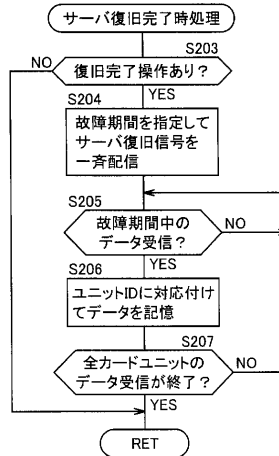 サーバ復旧完了時処理
S203
NO
復旧完了操作あり?
YES
S204
故障期間を指定して
サーバ復旧信号を
一斉配信
S205
故障期間中の
データ受信?
NO
YES
S206
ユニットIDに対応付け
てデータを記憶
S207
全カードユニットの
データ受信が終了?
NO
YES
RET